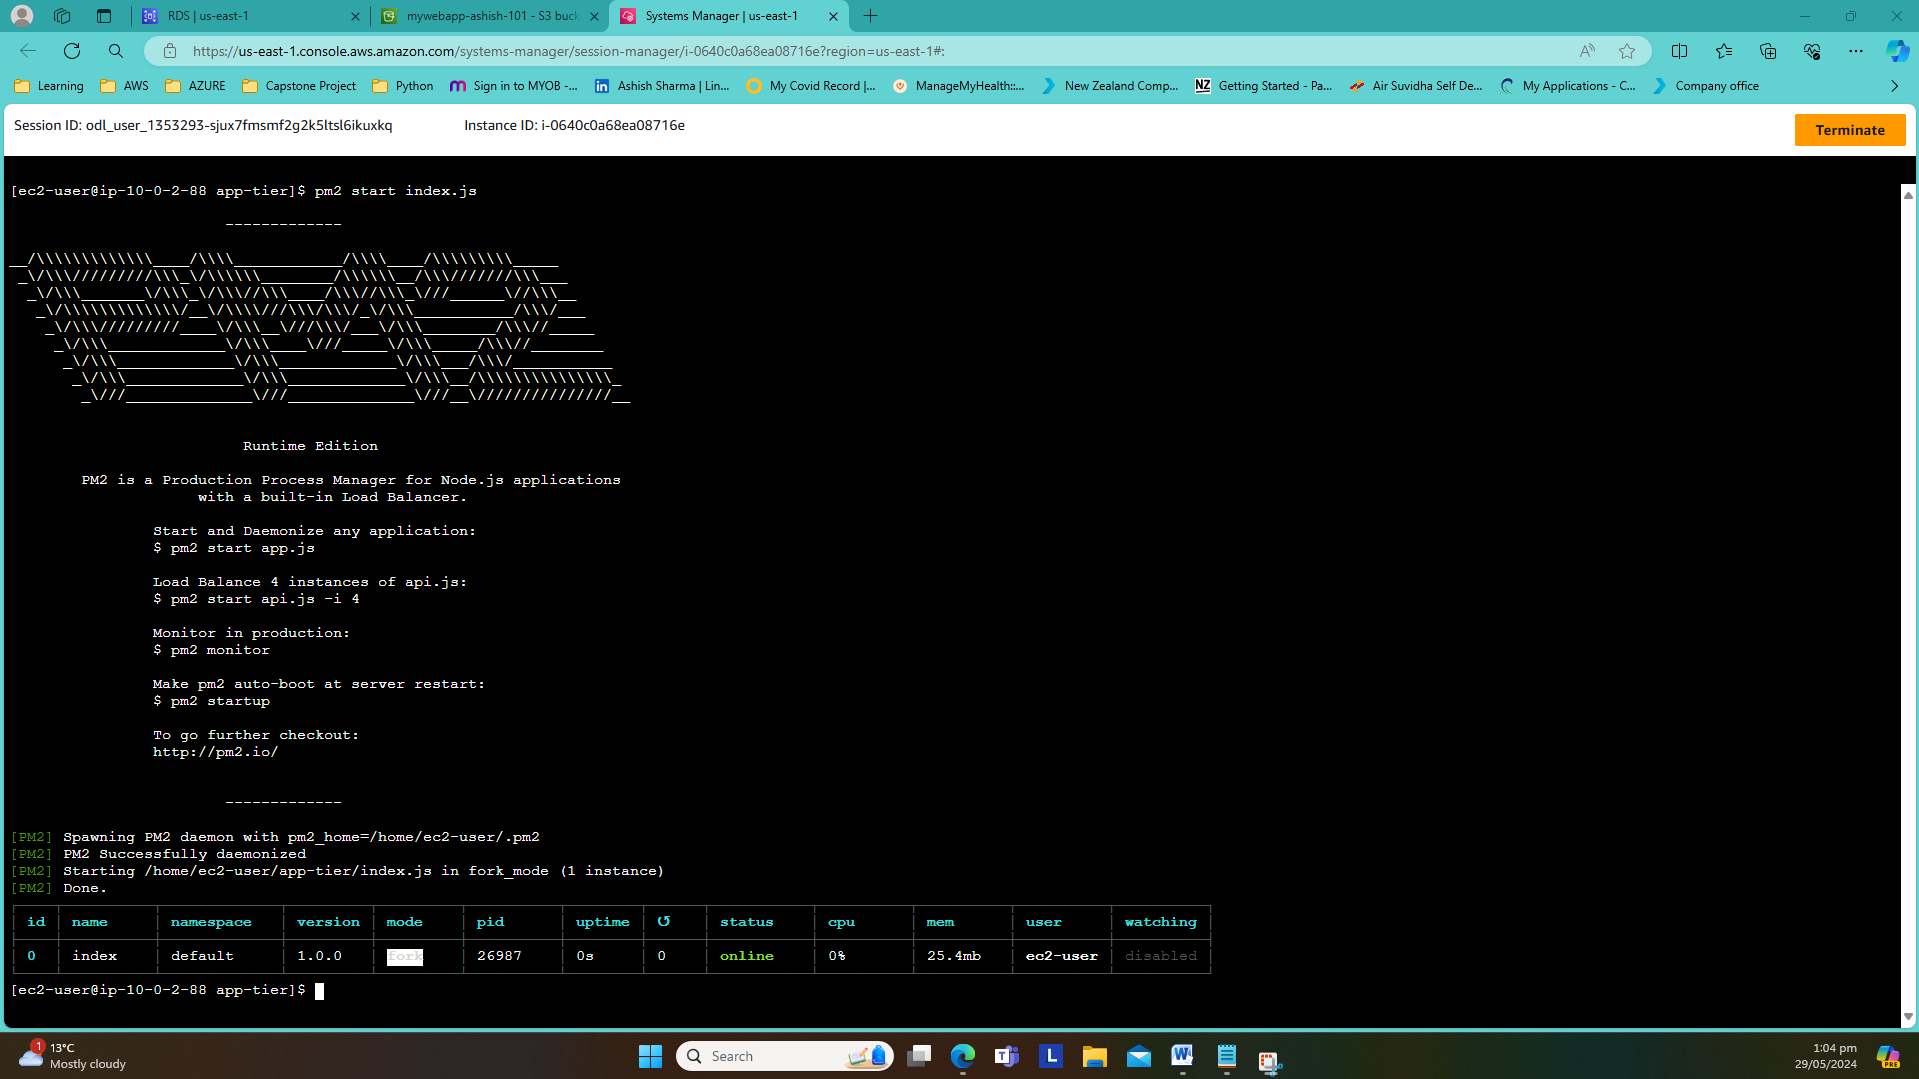 RDS | us-east-1
mywebapp-ashish-101 - S3 buck
Systems Manager | us-east-1
https://us-east-1.console.aws.amazon.com/systems-manager/session-manager/i-0640c0a68ea08716e?region=us-east-1#:
Learning
AWS
AZURE
Capstone Project
Python
Sign in to MYOB -...
Ashish Sharma | Lin...
My Covid Record |...
ManageMyHealth::...
New Zealand Comp...
NZ
Getting Started - Pa...
Air Suvidha Self De...
My Applications - C...
Company office
Session ID: odl_user_1353293-sjux7fmsmf2g2k5ltsl6ikuxkq
Instance ID: i-0640c0a68ea08716e
Terminate
[ec2-user@ip-10-0-2-88 app-tier]$ pm2 start index.js
-------------
Runtime Edition
PM2 is a Production Process Manager for Node.js applications
with a built-in Load Balancer.
Start and Daemonize any application:
$ pm2 start app.js
Load Balance 4 instances of api.js:
$ pm2 start api.js -i 4
Monitor in production:
$ pm2 monitor
Make pm2 auto-boot at server restart:
$ pm2 startup
To go further checkout:
http://pm2.io/
-------------
[PM2] Spawning PM2 daemon with pm2_home=/home/ec2-user/.pm2
[PM2] PM2 Successfully daemonized
[PM2] Starting /home/ec2-user/app-tier/index.js in fork_mode (1 instance)
[PM2] Done.
id name namespace version mode pid uptime ↺ status cpu mem user watching
0 index default 1.0.0 fork 26987 0s 0 online 0% 25.4mb ec2-user disabled
[ec2-user@ip-10-0-2-88 app-tier]$
1
13°C
Mostly cloudy
Search
1:04 pm
29/05/2024
PRE